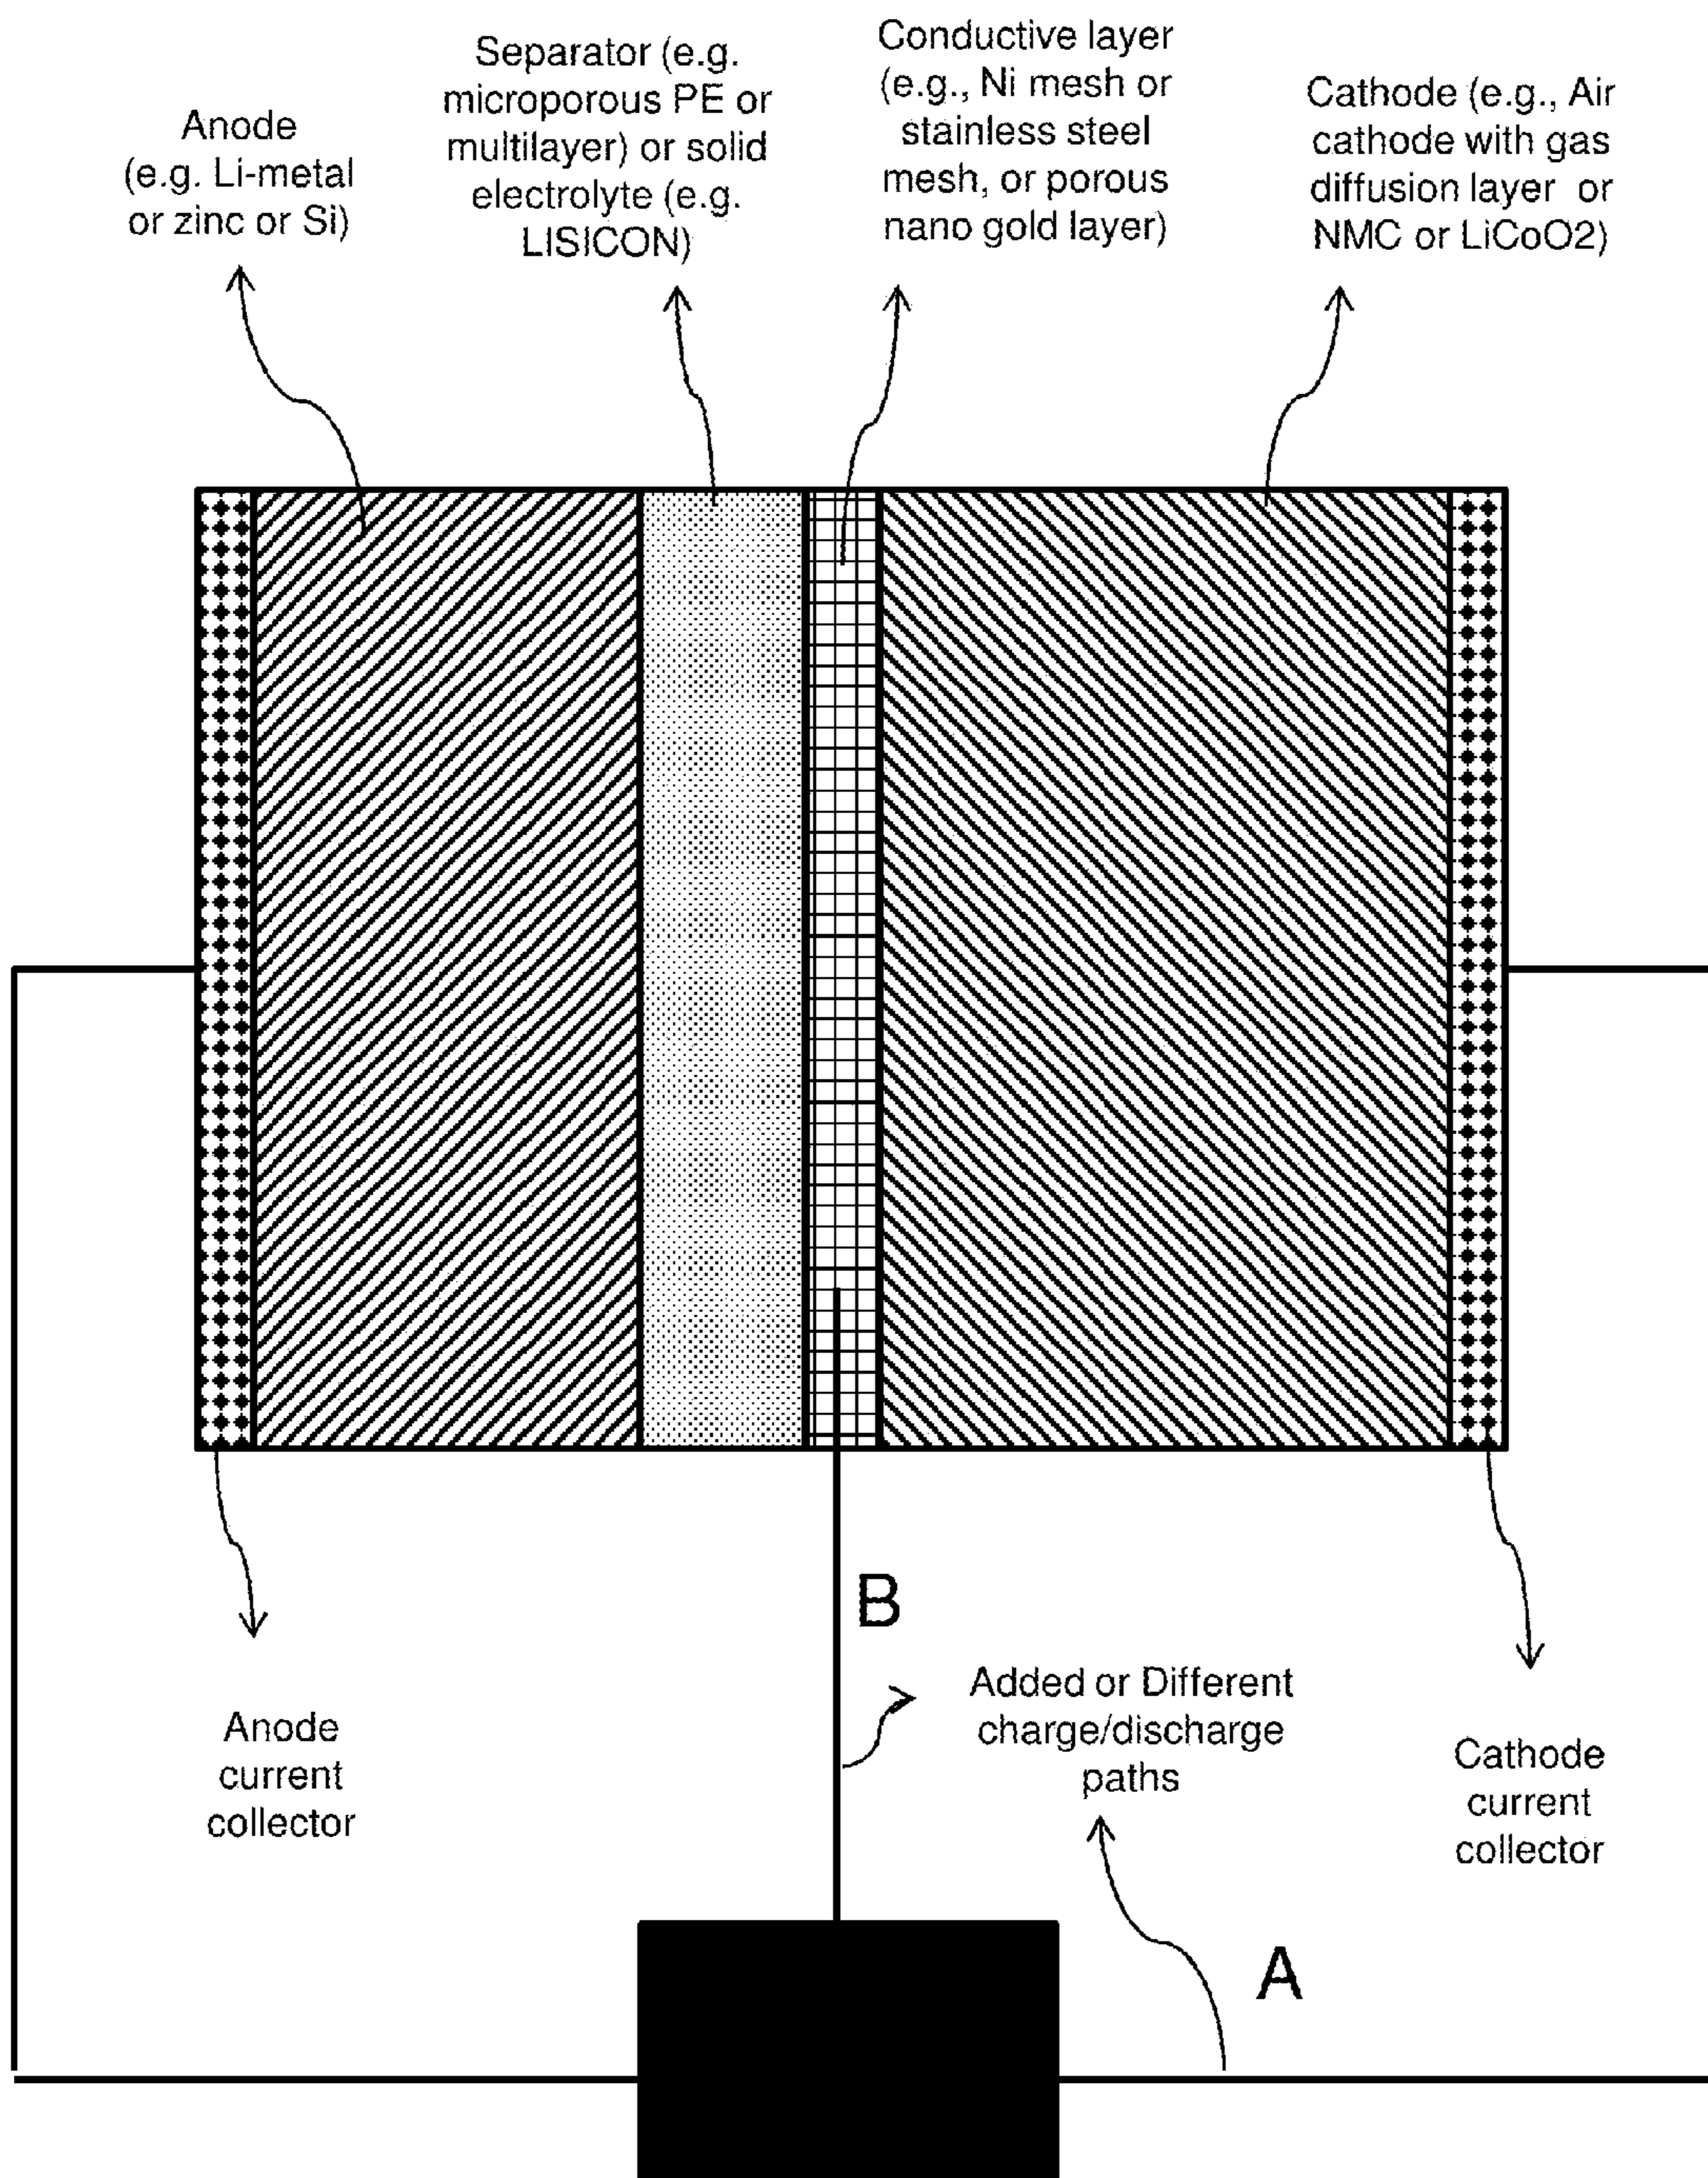 Anode
(e.g. Li-metal
or zinc or Si)
Separator (e.g.
microporous PE or
multilayer) or solid
electrolyte (e.g.
LISICON)
Conductive layer
(e.g., Ni mesh or
stainless steel
mesh, or porous
nano gold layer)
Cathode (e.g., Air
cathode with gas
diffusion layer or
NMC or LiCoO2)
B
Added or Different
charge/discharge
paths
Anode
current
collector
Cathode
current
collector
A